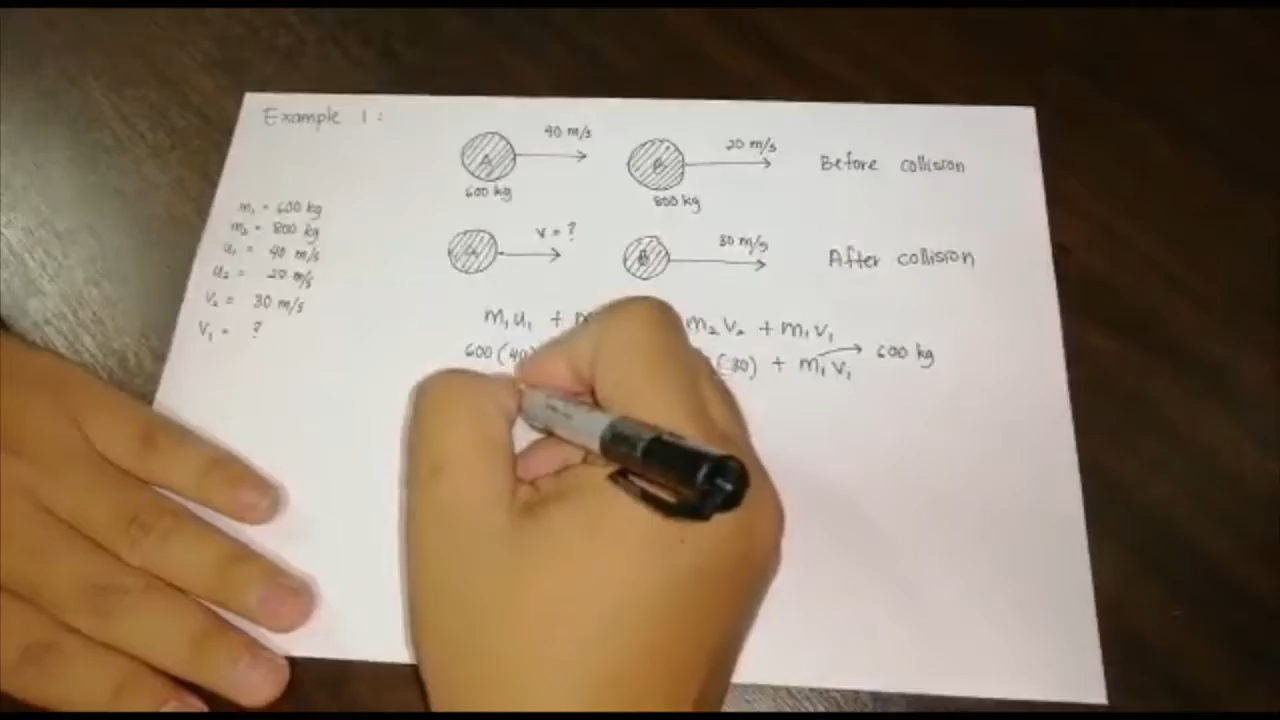 Example 1 :
40 m/s
20 m/s
Before collision
A
B
600 kg
800 kg
m₁ = 600 kg
m₂ = 800 kg
u₁ = 40 m/s
u₂ = 20 m/s
v₂ = 30 m/s
v₁ = ?
v = ?
30 m/s
After collision
A
B
m₁u₁ + m₂v₂ + m₁v₁
600 (40) (30) + m₁v₁ → 600 kg